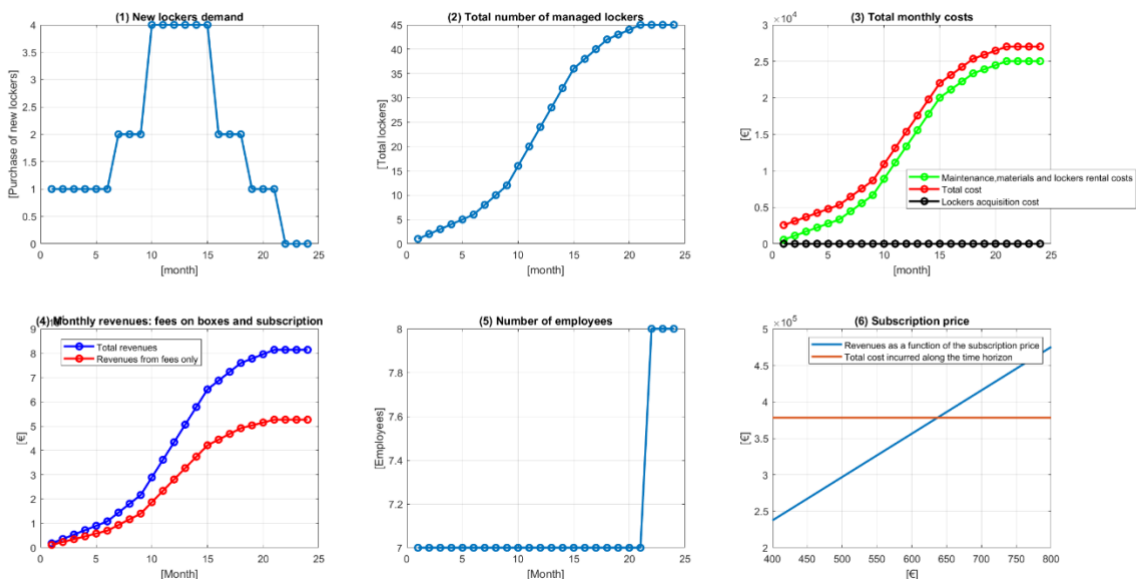 (1) New lockers demand
[Purchase of new lockers]
4
3.5
3
2.5
2
1.5
1
0.5
0
0 5 10 15 20 25
[month]
(2) Total number of managed lockers
[Total lockers]
45
40
35
30
25
20
15
10
5
0
0 5 10 15 20 25
[month]
(3) Total monthly costs
×10⁴
[€]
3
2.5
2
1.5
1
0.5
0
Maintenance,materials and lockers rental costs
Total cost
Lockers acquisition cost
0 5 10 15 20 25
[month]
(4) Monthly revenues: fees on boxes and subscription
[€]
9
8
7
6
5
4
3
2
1
0
Total revenues
Revenues from fees only
0 5 10 15 20 25
[Month]
(5) Number of employees
[Employees]
8
7.8
7.6
7.4
7.2
7
0 5 10 15 20 25
[Month]
(6) Subscription price
×10⁵
[€]
5
4.5
4
3.5
3
2.5
2
Revenues as a function of the subscription price
Total cost incurred along the time horizon
400 450 500 550 600 650 700 750 800
[€]